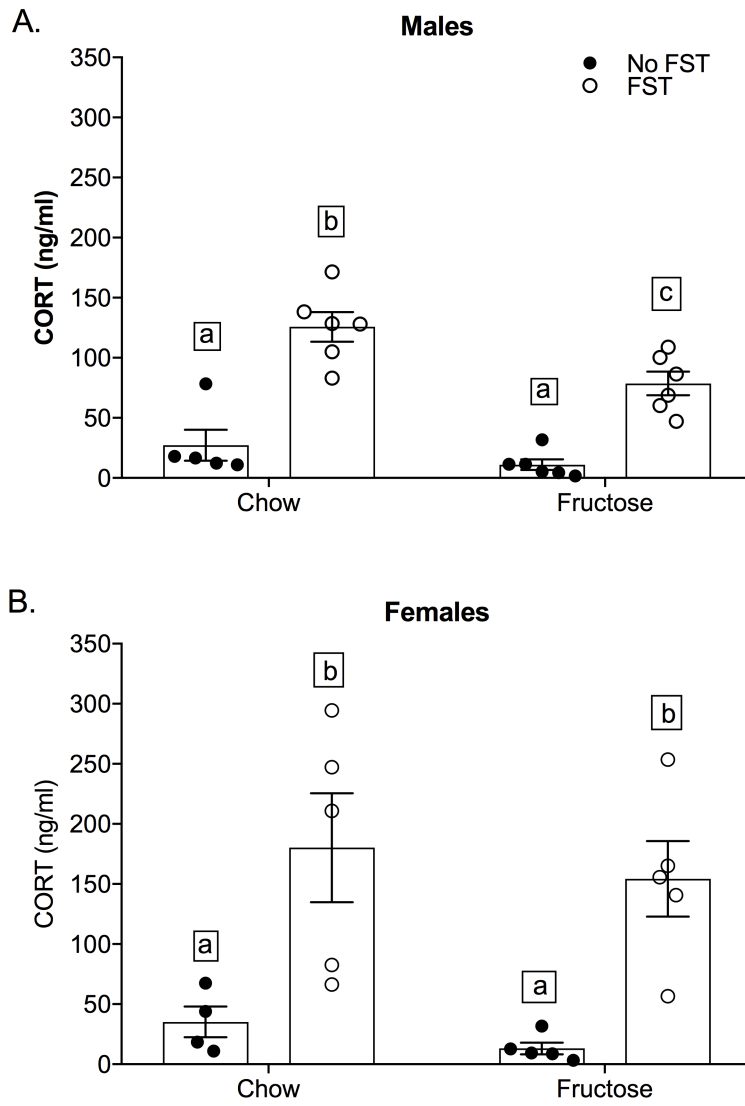 A.
Males
350
No FST
FST
300
250
200
150
100
50
0
CORT (ng/ml)
a
b
a
c
Chow
Fructose
B.
Females
350
300
250
200
150
100
50
0
CORT (ng/ml)
a
b
a
b
Chow
Fructose